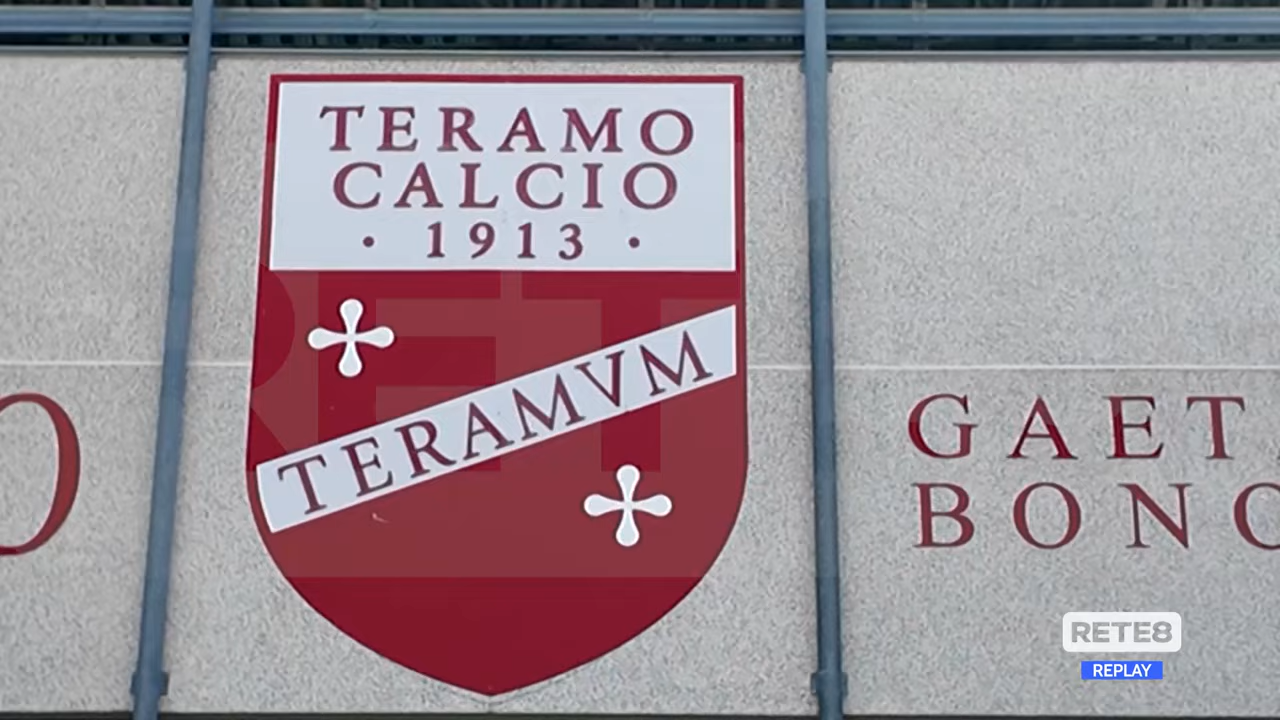 TERAMO
CALCIO
· 1913 ·
TERAMVM
GAET
BONO
RETE8
REPLAY